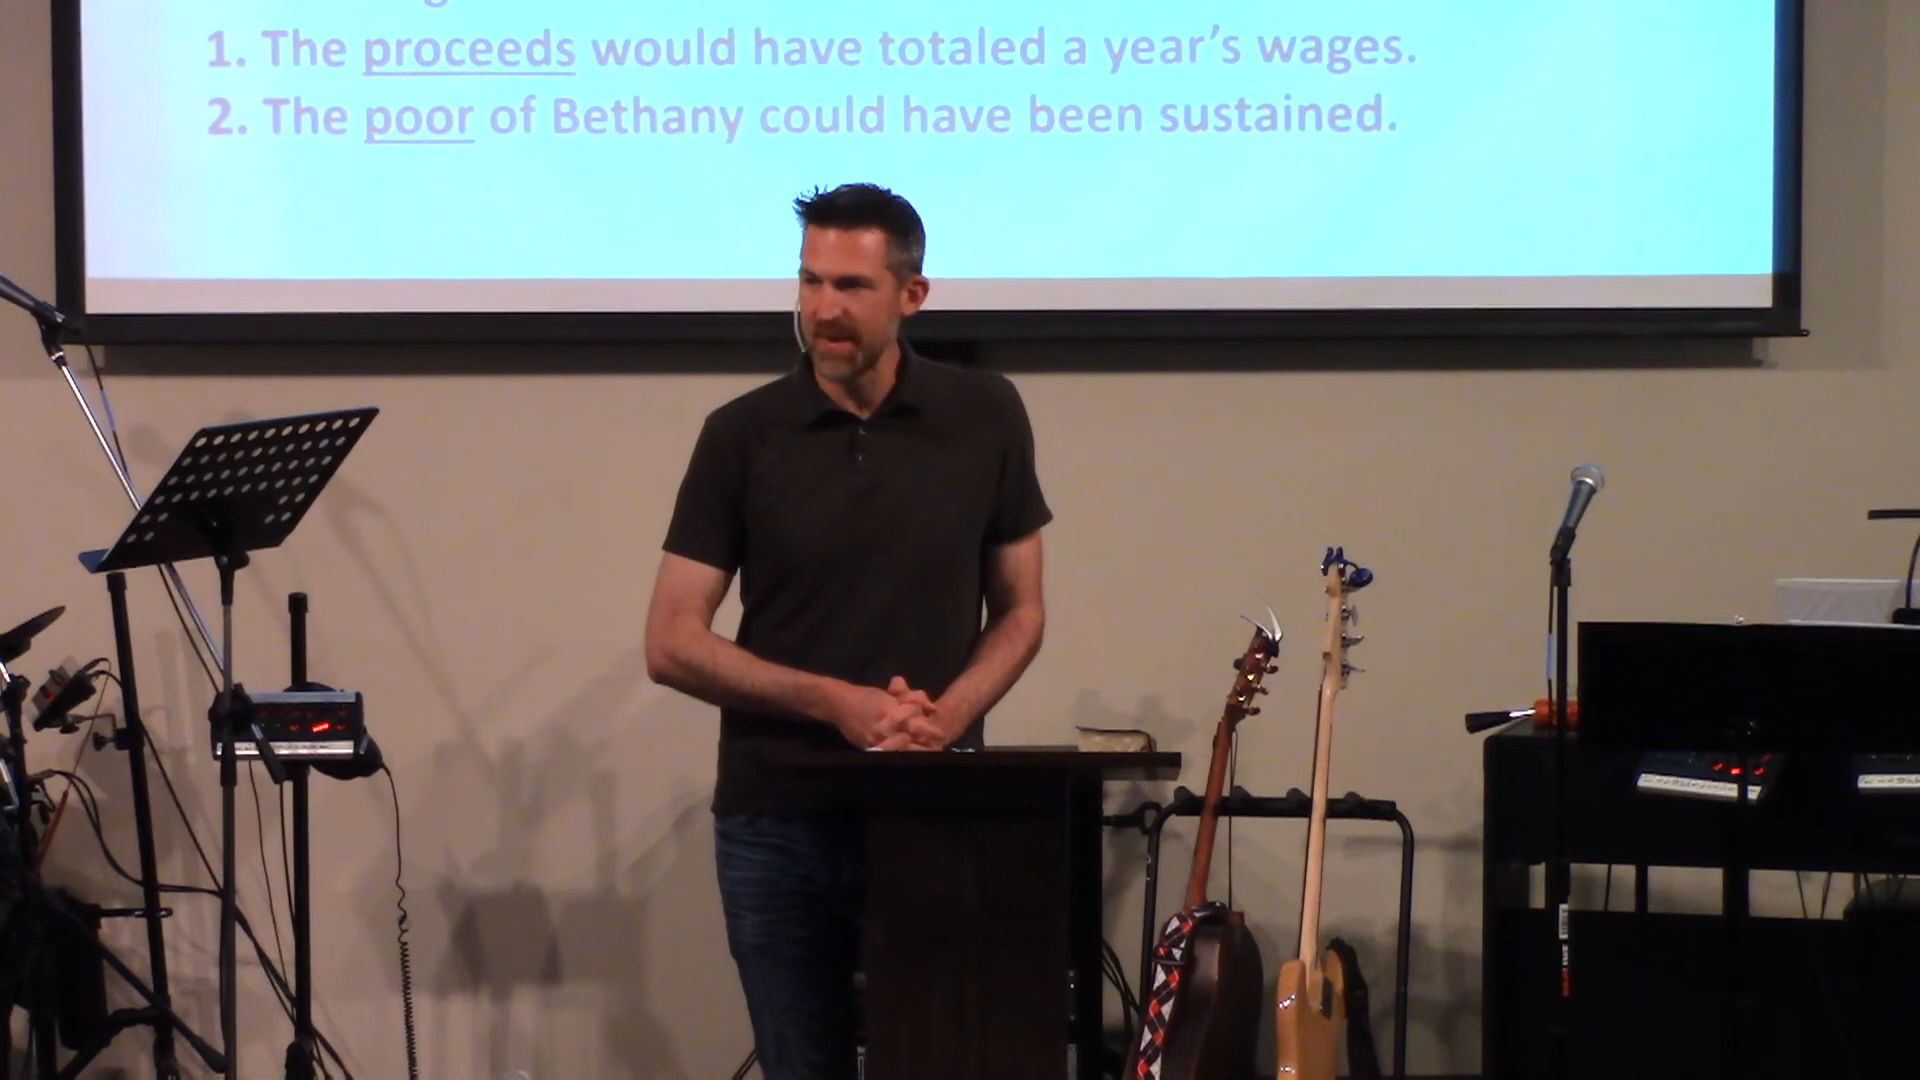 1. The proceeds would have totaled a year's wages.
2. The poor of Bethany could have been sustained.